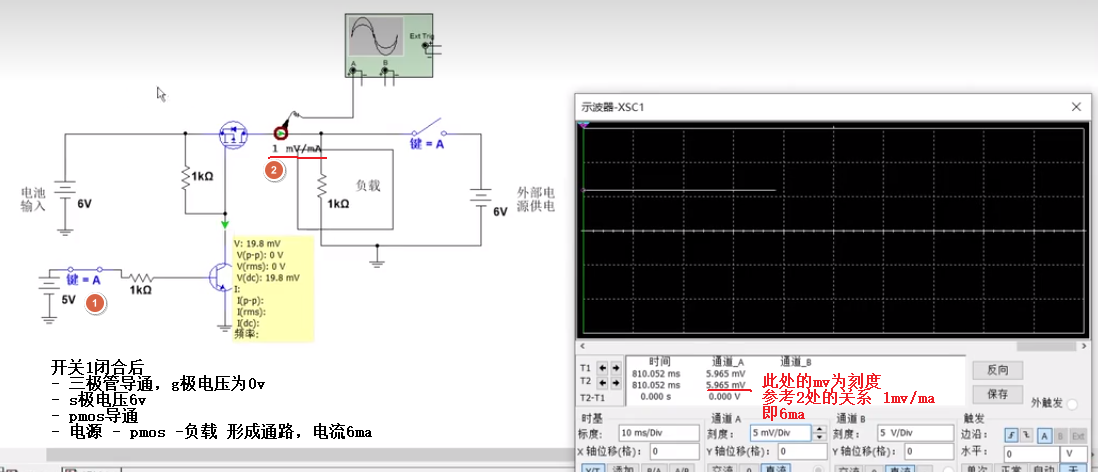 Ext Trig
A
B
1 mV/mA
2
键 = A
1kΩ
负载
1kΩ
电池
输入
6V
6V
外部电
源供电
键 = A
5V
1
1kΩ
V: 19.8 mV
V(p-p): 0 V
V(rms): 0 V
V(dc): 19.8 mV
I:
I(p-p):
I(rms):
I(dc):
频率:
开关1闭合后
- 三极管导通，g极电压为0v
- s极电压6v
- pmos导通
- 电源 - pmos -负载 形成通路，电流6ma
示波器-XSC1
时间 通道_A 通道_B
T1 810.052 ms 5.965 mV
T2 810.052 ms 5.965 mV
T2-T1 0.000 s 0.000 V
反向
保存
外触发
此处的mv为刻度
参考2处的关系 1mv/ma
即6ma
时基 通道 A 通道 B 触发
标度: 10 ms/Div 刻度: 5 mV/Div 刻度: 5 V/Div 边沿: A B Ext
X 轴位移(格): 0 Y 轴位移(格): 0 Y 轴位移(格): 0 水平: 0 V
Y/T 添加 B/A A/B 交流 0 直流 交流 0 直流 单次 正常 自动 无